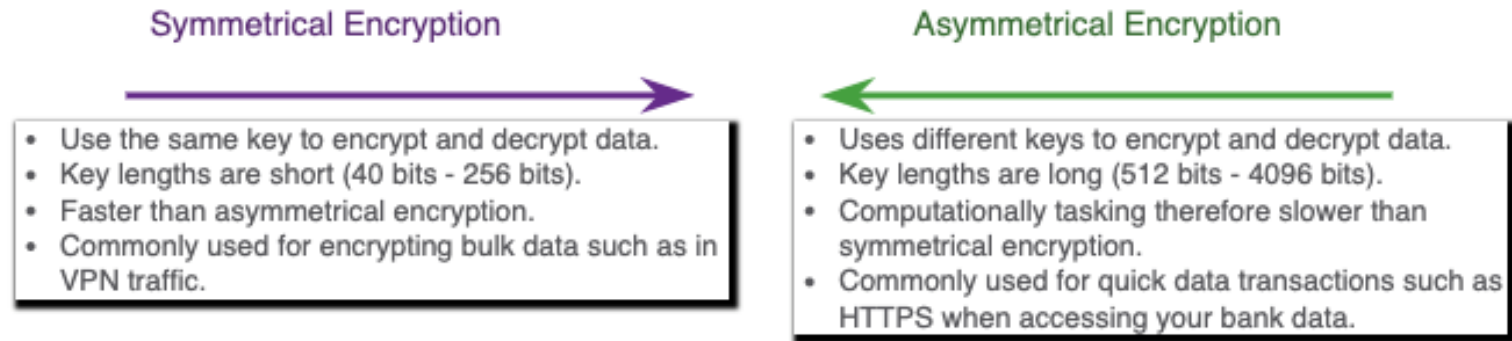 Symmetrical Encryption
• Use the same key to encrypt and decrypt data.
• Key lengths are short (40 bits - 256 bits).
• Faster than asymmetrical encryption.
• Commonly used for encrypting bulk data such as in
VPN traffic.
Asymmetrical Encryption
• Uses different keys to encrypt and decrypt data.
• Key lengths are long (512 bits - 4096 bits).
• Computationally tasking therefore slower than
symmetrical encryption.
• Commonly used for quick data transactions such as
HTTPS when accessing your bank data.